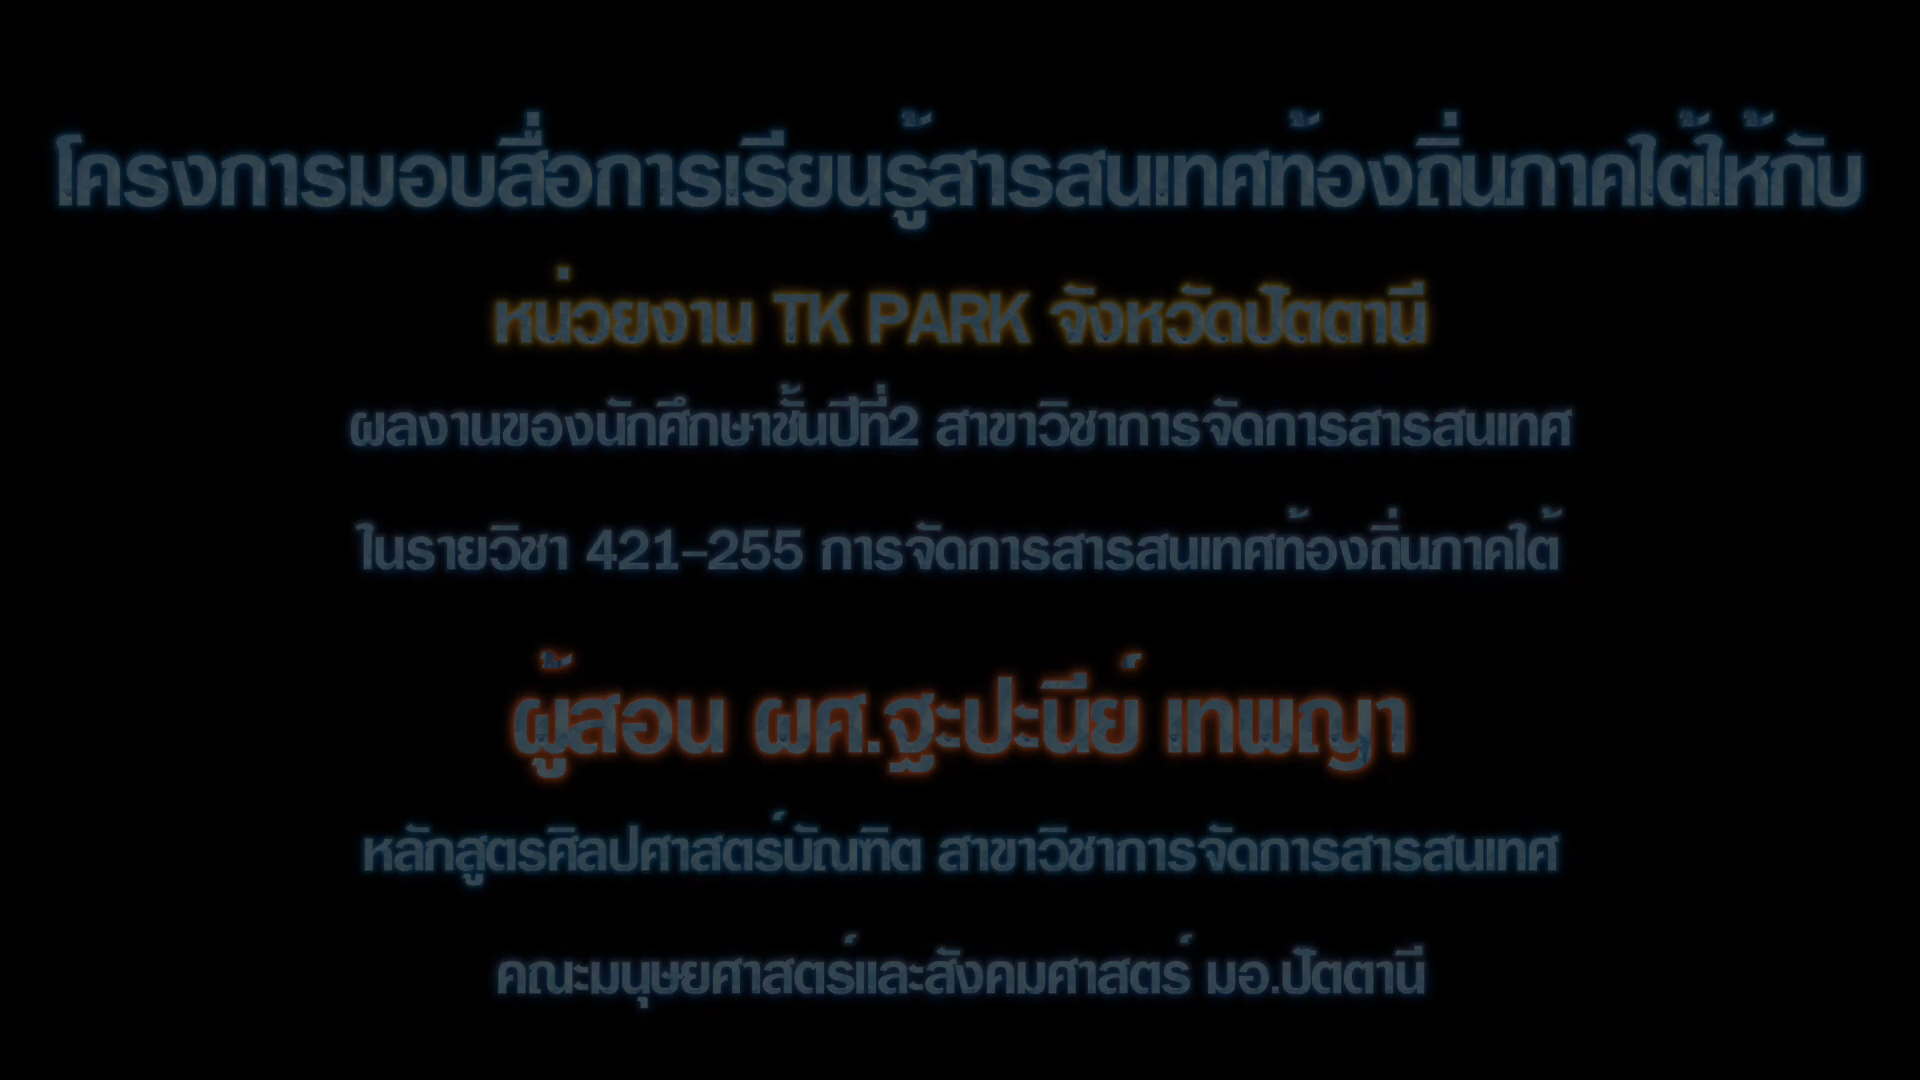 โครงการมอบสื่อการเรียนรู้สารสนเทศท้องถิ่นภาคใต้ให้กับ
หน่วยงาน TK PARK จังหวัดปัตตานี
ผลงานของนักศึกษาชั้นปีที่2 สาขาวิชาการจัดการสารสนเทศ
ในรายวิชา 421-255 การจัดการสารสนเทศท้องถิ่นภาคใต้
ผู้สอน ผศ.ฐะปะนีย์ เทพญา
หลักสูตรศิลปศาสตร์บัณฑิต สาขาวิชาการจัดการสารสนเทศ
คณะมนุษยศาสตร์และสังคมศาสตร์ มอ.ปัตตานี